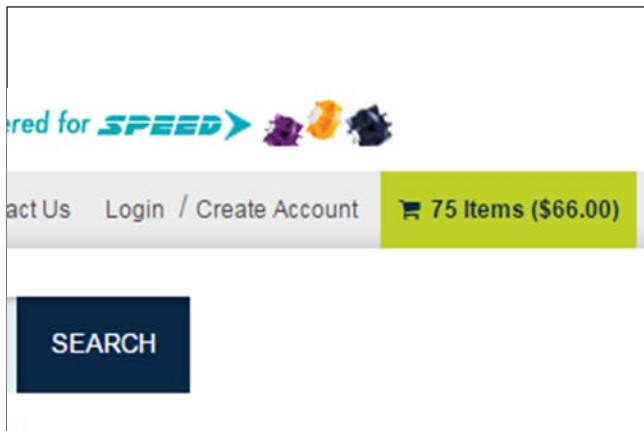 ered for SPEED
act Us Login / Create Account 75 Items ($66.00)
SEARCH